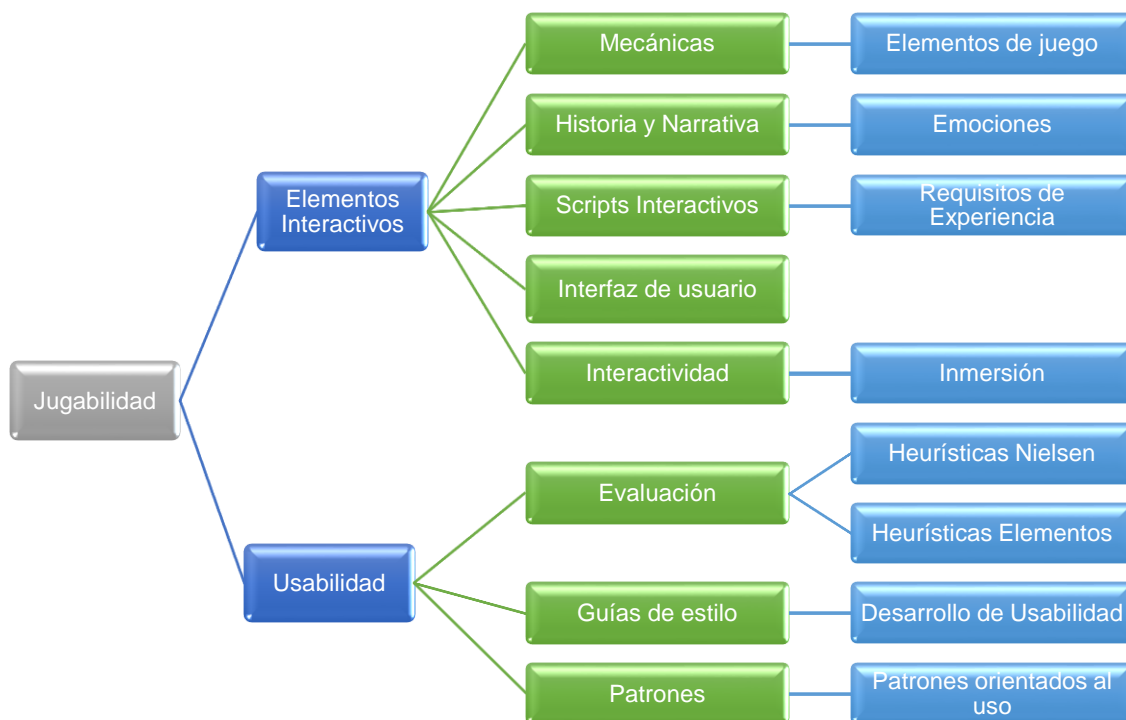 Jugabilidad
Elementos
Interactivos
Mecánicas
Elementos de juego
Historia y Narrativa
Emociones
Scripts Interactivos
Requisitos de
Experiencia
Interfaz de usuario
Interactividad
Inmersión
Usabilidad
Evaluación
Heurísticas Nielsen
Heurísticas Elementos
Guías de estilo
Desarrollo de Usabilidad
Patrones
Patrones orientados al
uso